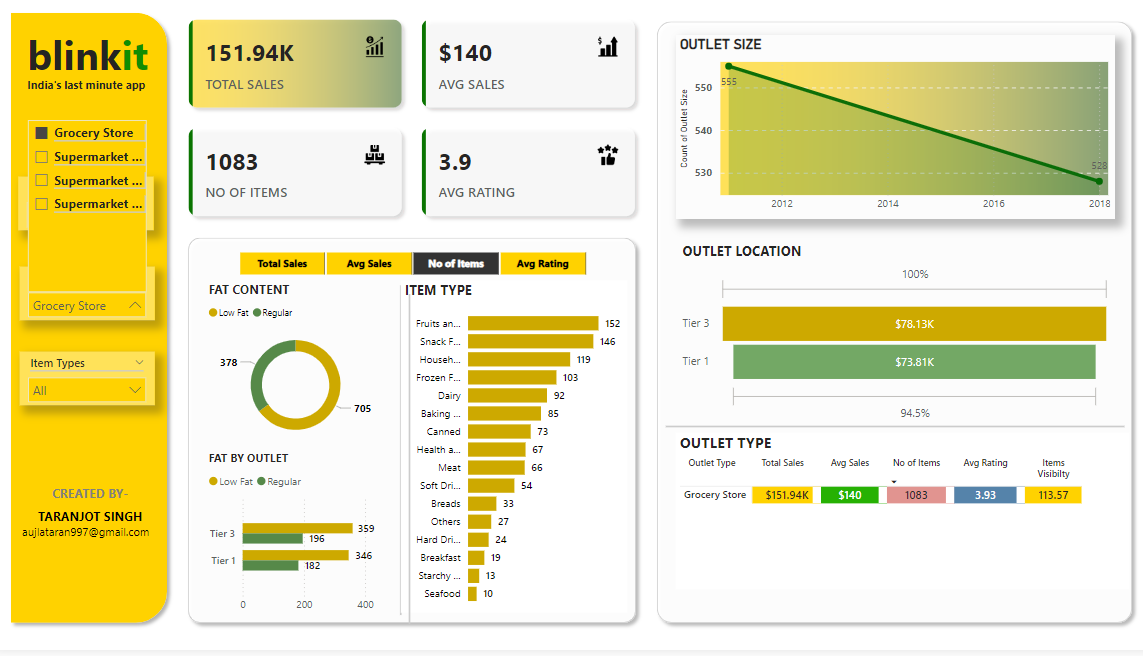 blinkit
India's last minute app
Grocery Store
Supermarket ...
Supermarket ...
Supermarket ...
Grocery Store
Item Types
All
CREATED BY-
TARANJOT SINGH
aujlataran997@gmail.com
151.94K
TOTAL SALES
$140
AVG SALES
1083
NO OF ITEMS
3.9
AVG RATING
Total Sales Avg Sales No of Items Avg Rating
FAT CONTENT
Low Fat Regular
378
705
FAT BY OUTLET
Low Fat Regular
Tier 3 359
196
Tier 1 346
182
0 200 400
ITEM TYPE
Fruits an... 152
Snack F... 146
Househ... 119
Frozen F... 103
Dairy 92
Baking ... 85
Canned 73
Health a... 67
Meat 66
Soft Dri... 54
Breads 33
Others 27
Hard Dri... 24
Breakfast 19
Starchy ... 13
Seafood 10
OUTLET SIZE
Count of Outlet Size
550
540
530
555
528
2012 2014 2016 2018
OUTLET LOCATION
100%
Tier 3 $78.13K
Tier 1 $73.81K
94.5%
OUTLET TYPE
Outlet Type Total Sales Avg Sales No of Items Avg Rating Items Visibilty
Grocery Store $151.94K $140 1083 3.93 113.57